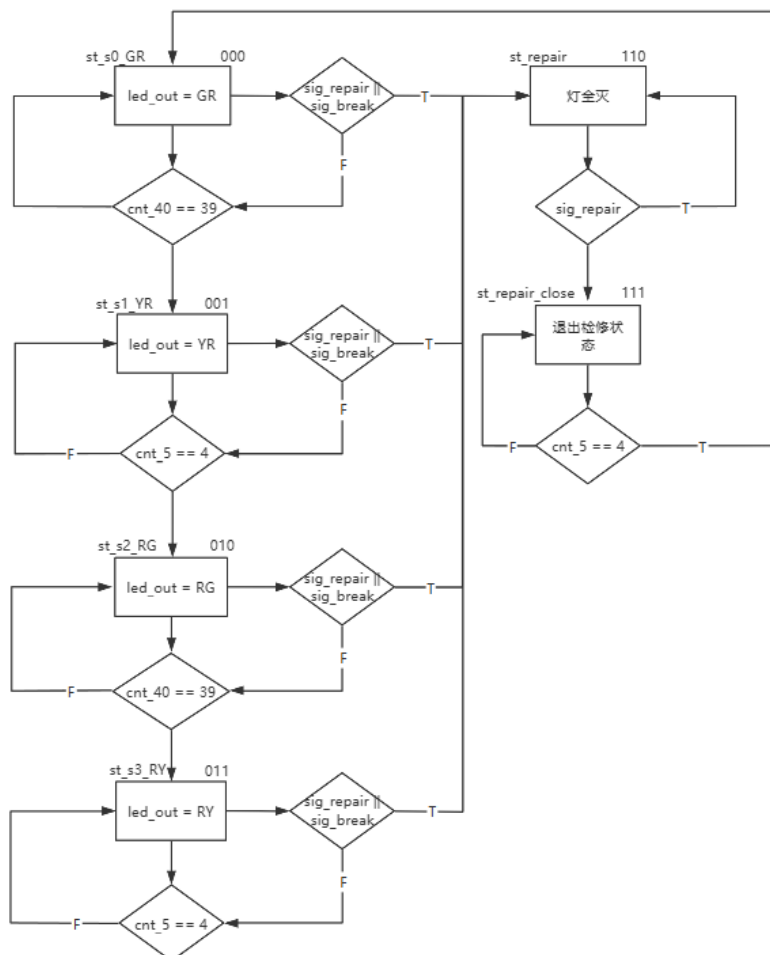 st_s0_GR
000
led_out = GR
sig_repair ||
sig_break
T
F
cnt_40 == 39
st_s1_YR
001
led_out = YR
sig_repair ||
sig_break
T
F
F
cnt_5 == 4
st_s2_RG
010
led_out = RG
sig_repair ||
sig_break
T
F
F
cnt_40 == 39
st_s3_RY
011
led_out = RY
sig_repair ||
sig_break
T
F
F
cnt_5 == 4
st_repair
110
灯全灭
sig_repair
T
st_repair_close
111
退出检修状
态
F
cnt_5 == 4
T